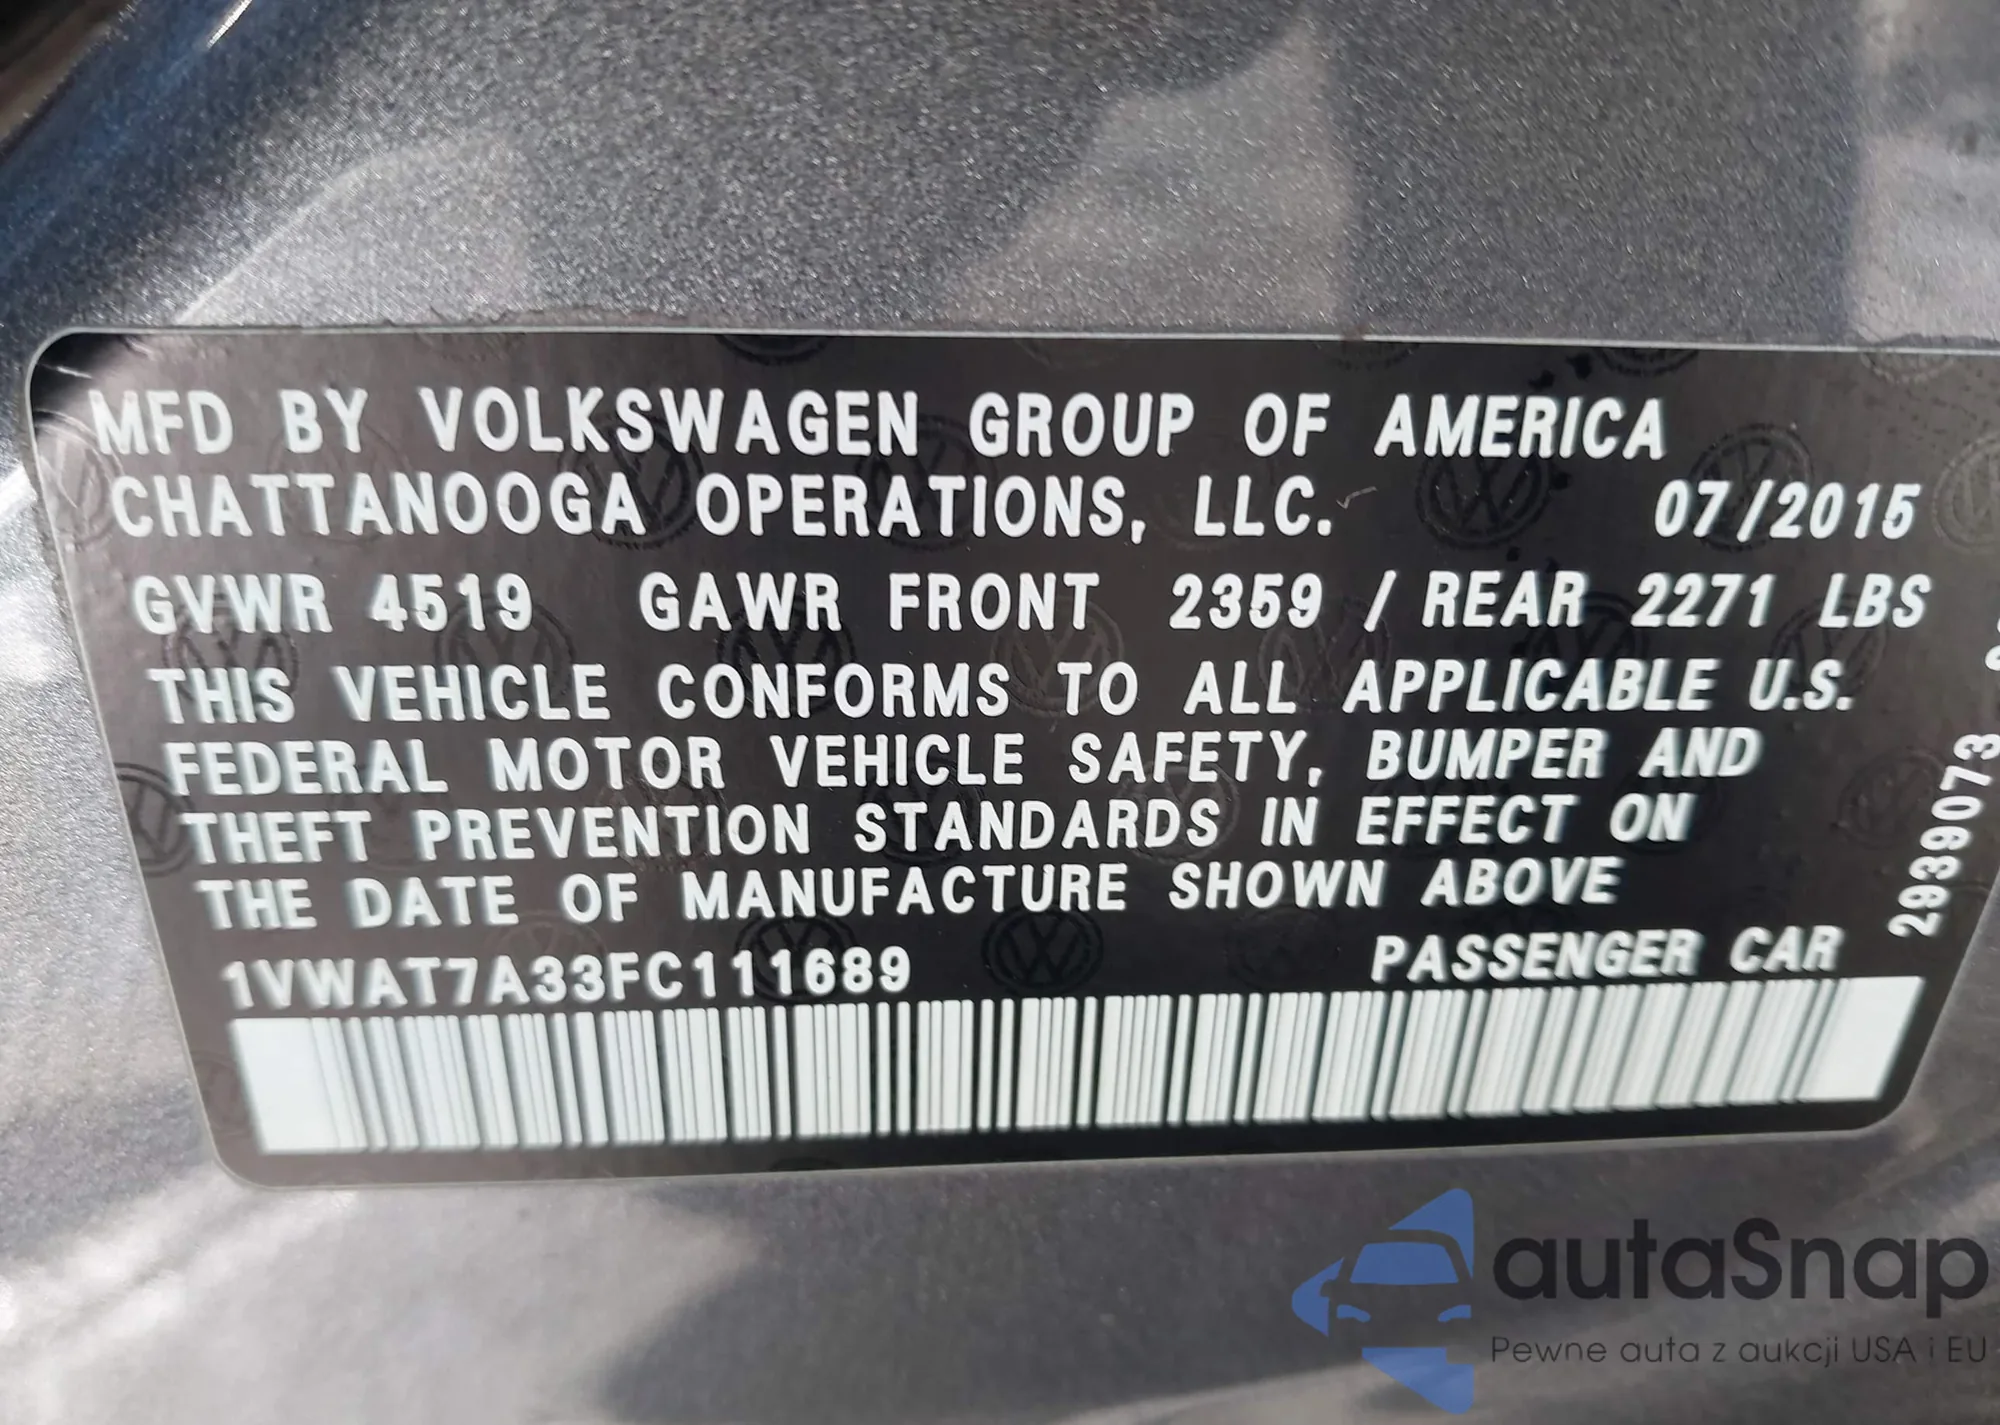 MFD BY VOLKSWAGEN GROUP OF AMERICA
CHATTANOOGA OPERATIONS, LLC. 07/2015
GVWR 4519 GAWR FRONT 2359 / REAR 2271 LBS
THIS VEHICLE CONFORMS TO ALL APPLICABLE U.S.
FEDERAL MOTOR VEHICLE SAFETY, BUMPER AND
THEFT PREVENTION STANDARDS IN EFFECT ON
THE DATE OF MANUFACTURE SHOWN ABOVE
1VWAT7A33FC111689 PASSENGER CAR
2939073
autaSnap
Pewne auta z aukcji USA i EU